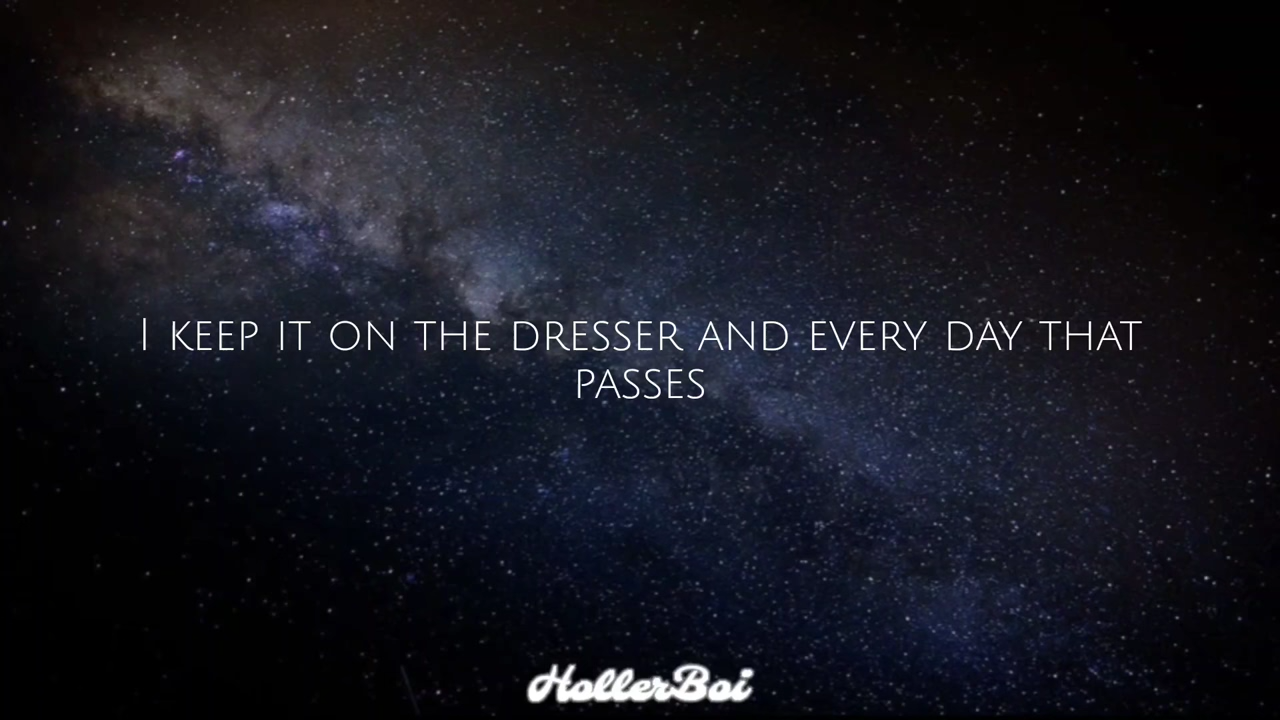 I KEEP IT ON THE DRESSER AND EVERY DAY THAT
PASSES
HollerBoi